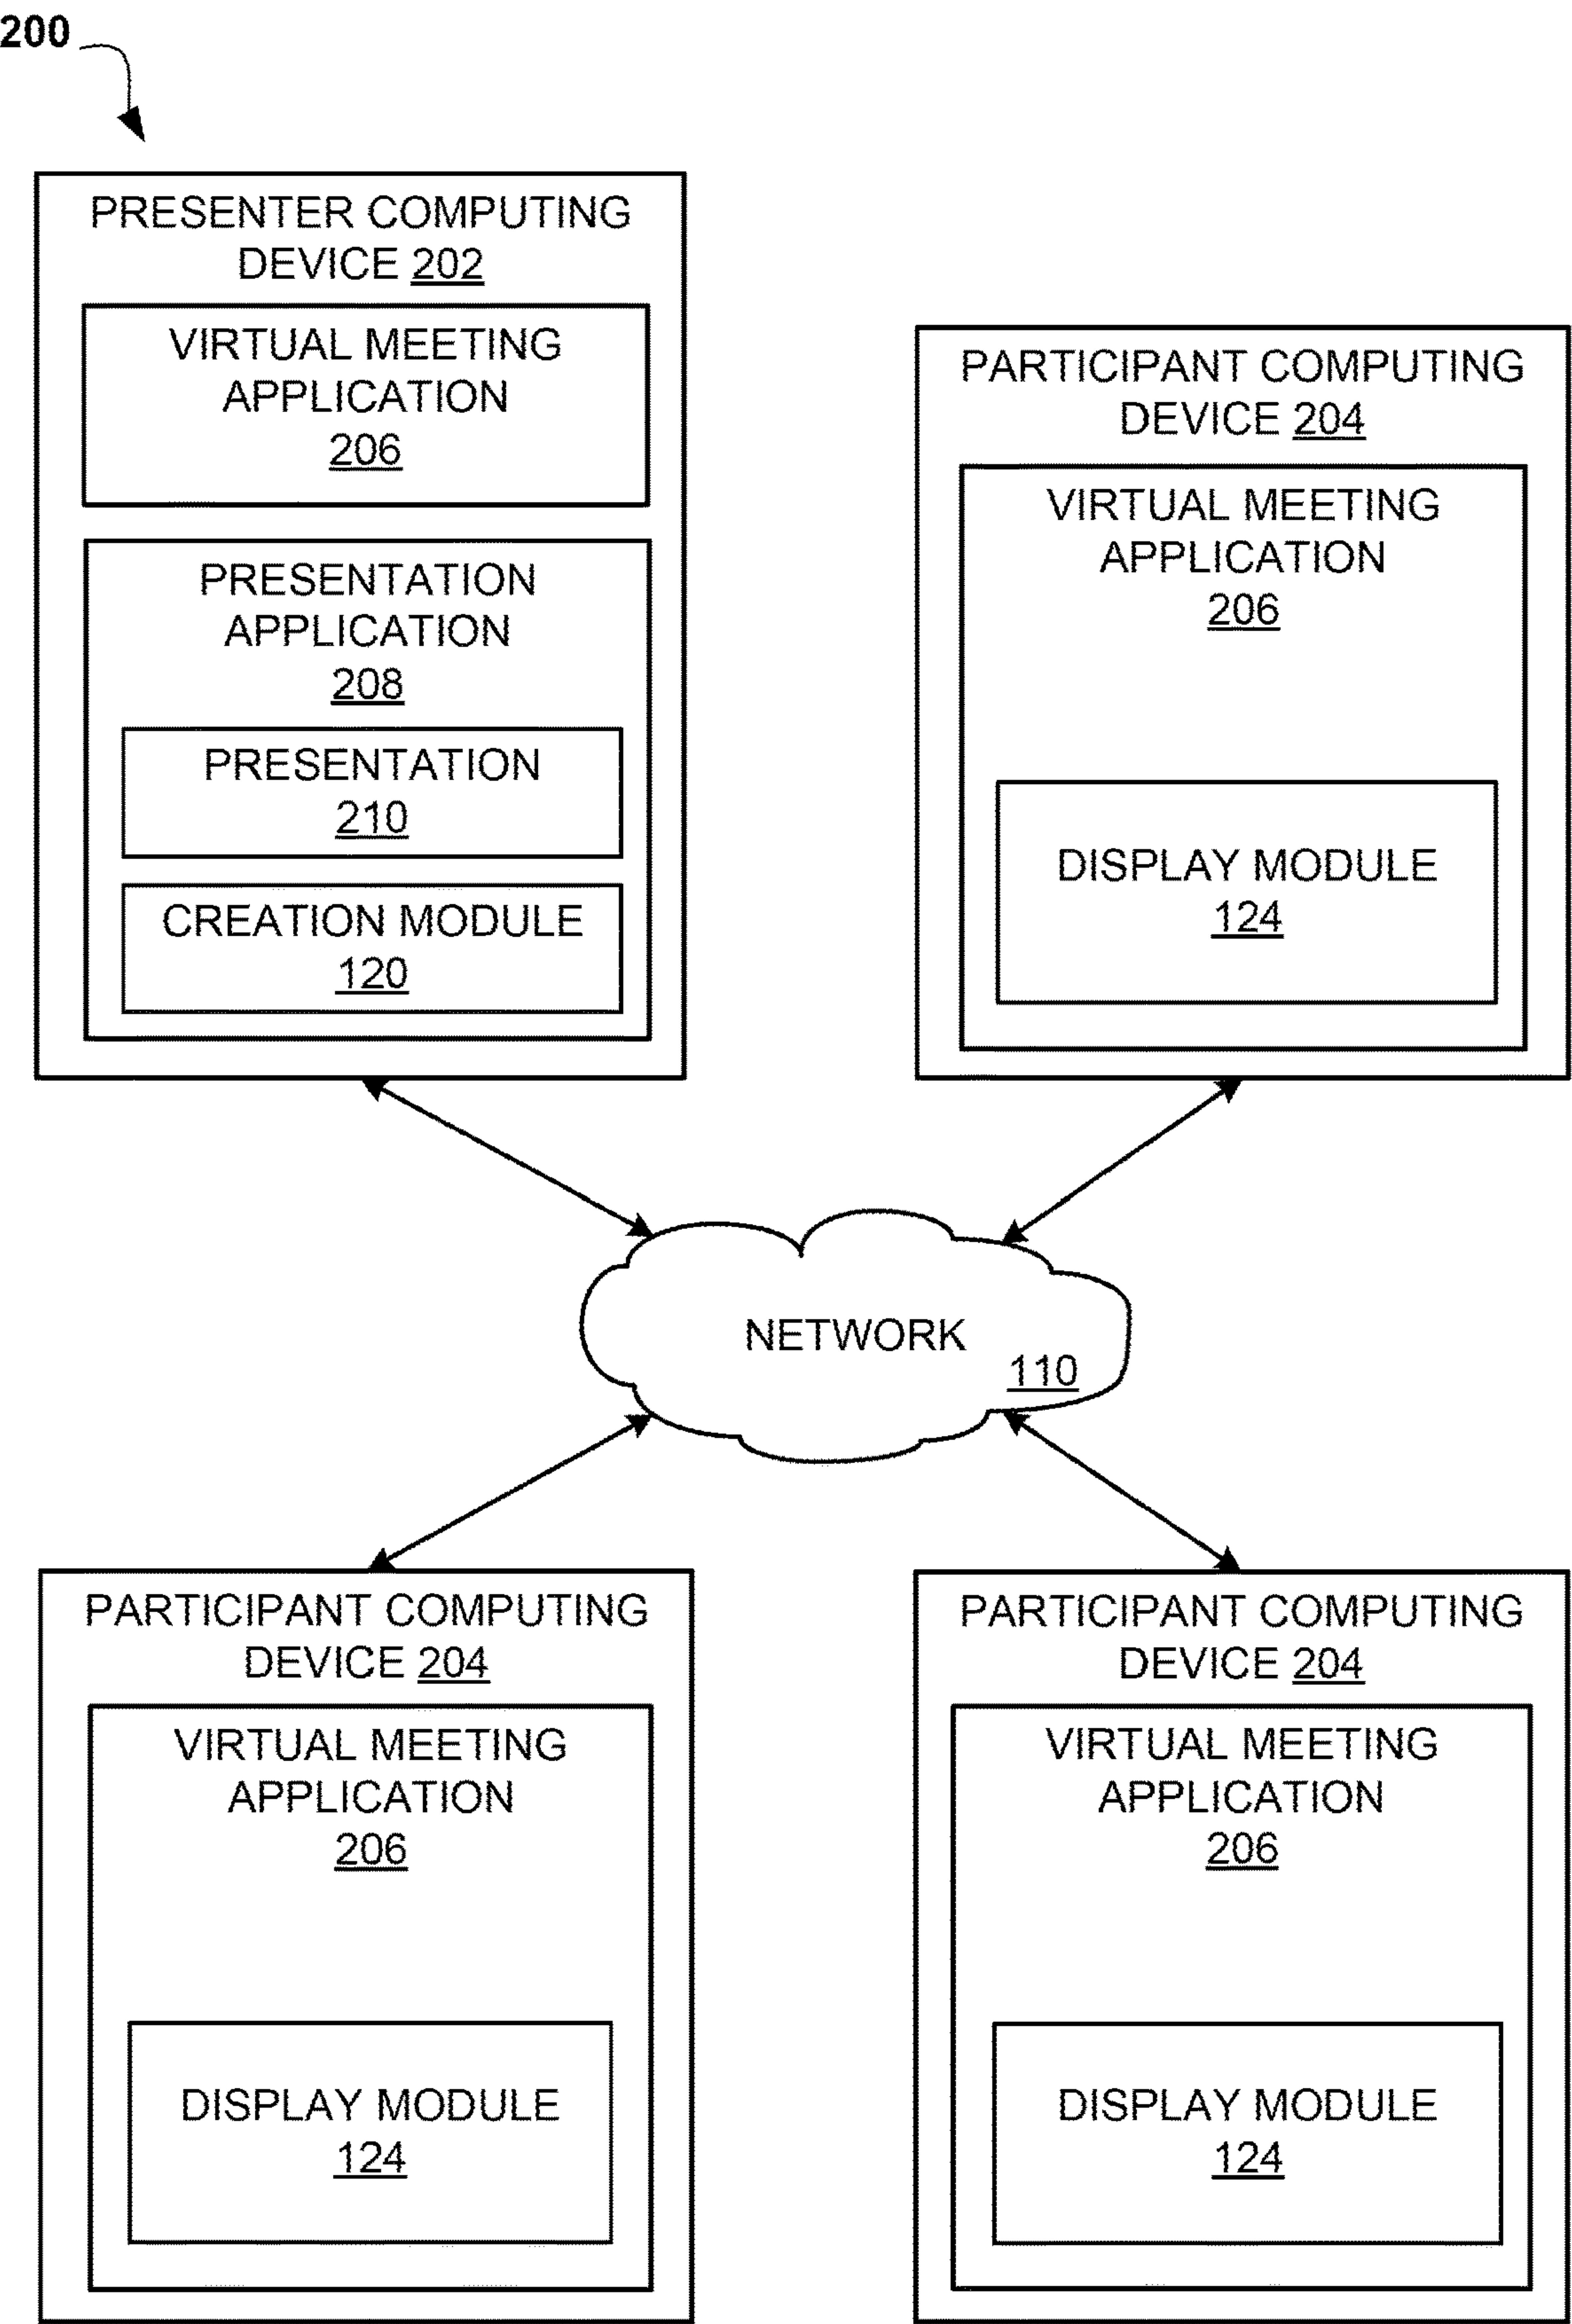 200
PRESENTER COMPUTING
DEVICE 202
VIRTUAL MEETING
APPLICATION
206
PRESENTATION
APPLICATION
208
PRESENTATION
210
CREATION MODULE
120
PARTICIPANT COMPUTING
DEVICE 204
VIRTUAL MEETING
APPLICATION
206
DISPLAY MODULE
124
NETWORK
110
PARTICIPANT COMPUTING
DEVICE 204
VIRTUAL MEETING
APPLICATION
206
DISPLAY MODULE
124
PARTICIPANT COMPUTING
DEVICE 204
VIRTUAL MEETING
APPLICATION
206
DISPLAY MODULE
124